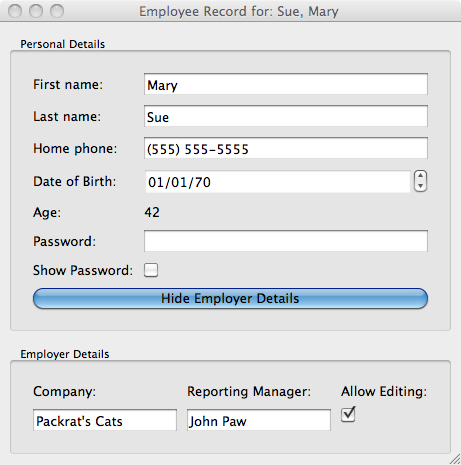 Employee Record for: Sue, Mary
Personal Details
First name: Mary
Last name: Sue
Home phone: (555) 555-5555
Date of Birth: 01/01/70
Age: 42
Password:
Show Password:
Hide Employer Details
Employer Details
Company: Reporting Manager: Allow Editing:
Packrat's Cats John Paw